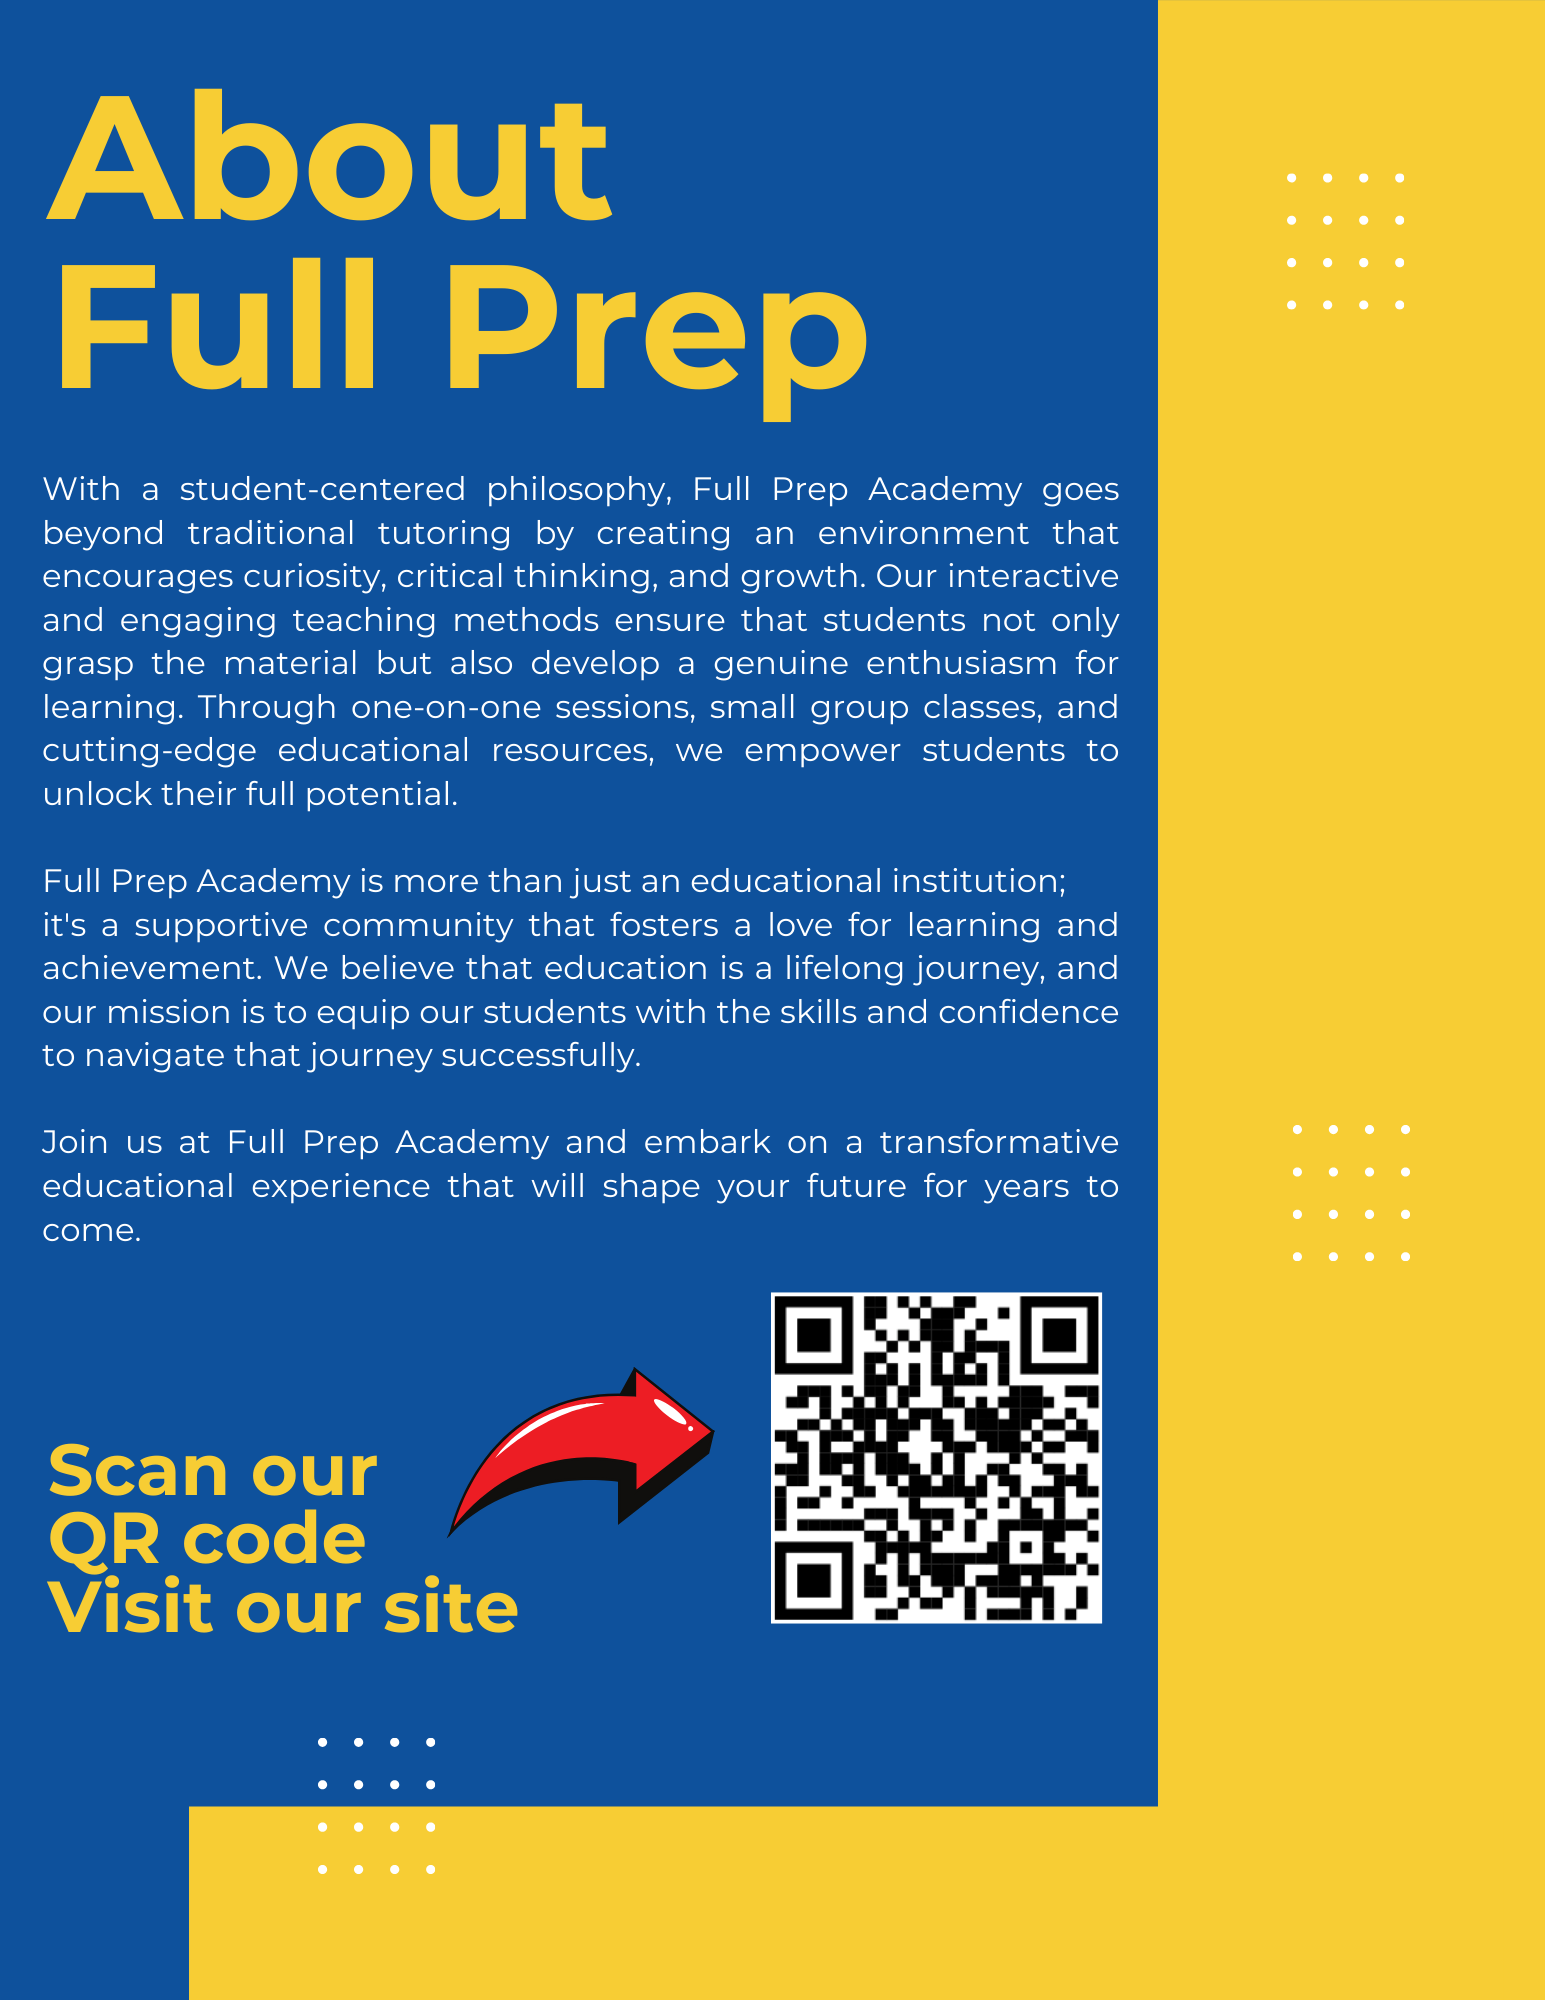 About
Full Prep
With a student-centered philosophy, Full Prep Academy goes
beyond traditional tutoring by creating an environment that
encourages curiosity, critical thinking, and growth. Our interactive
and engaging teaching methods ensure that students not only
grasp the material but also develop a genuine enthusiasm for
learning. Through one-on-one sessions, small group classes, and
cutting-edge educational resources, we empower students to
unlock their full potential.
Full Prep Academy is more than just an educational institution;
it's a supportive community that fosters a love for learning and
achievement. We believe that education is a lifelong journey, and
our mission is to equip our students with the skills and confidence
to navigate that journey successfully.
Join us at Full Prep Academy and embark on a transformative
educational experience that will shape your future for years to
come.
Scan our
QR code
Visit our site